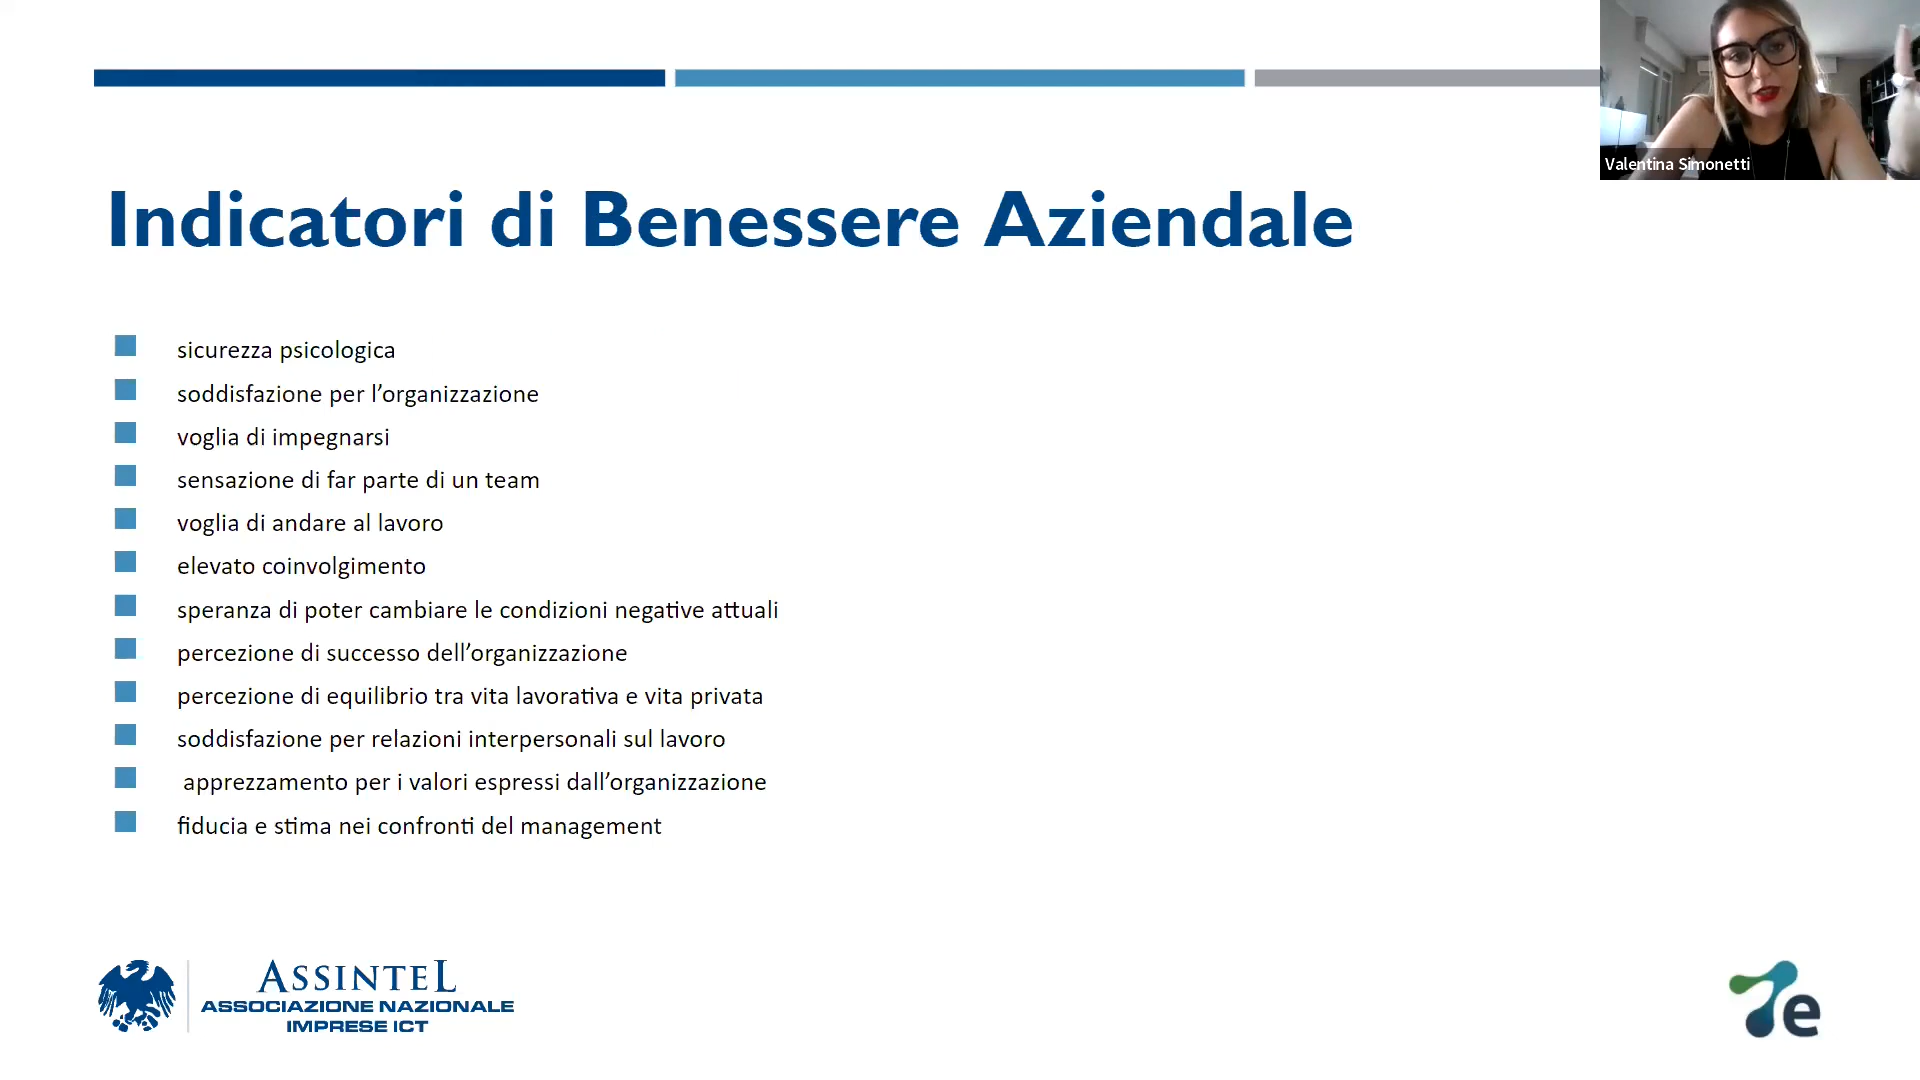 Valentina Simonetti
Indicatori di Benessere Aziendale
sicurezza psicologica
soddisfazione per l’organizzazione
voglia di impegnarsi
sensazione di far parte di un team
voglia di andare al lavoro
elevato coinvolgimento
speranza di poter cambiare le condizioni negative attuali
percezione di successo dell’organizzazione
percezione di equilibrio tra vita lavorativa e vita privata
soddisfazione per relazioni interpersonali sul lavoro
apprezzamento per i valori espressi dall’organizzazione
fiducia e stima nei confronti del management
ASSINTEL
ASSOCIAZIONE NAZIONALE
IMPRESE ICT
e